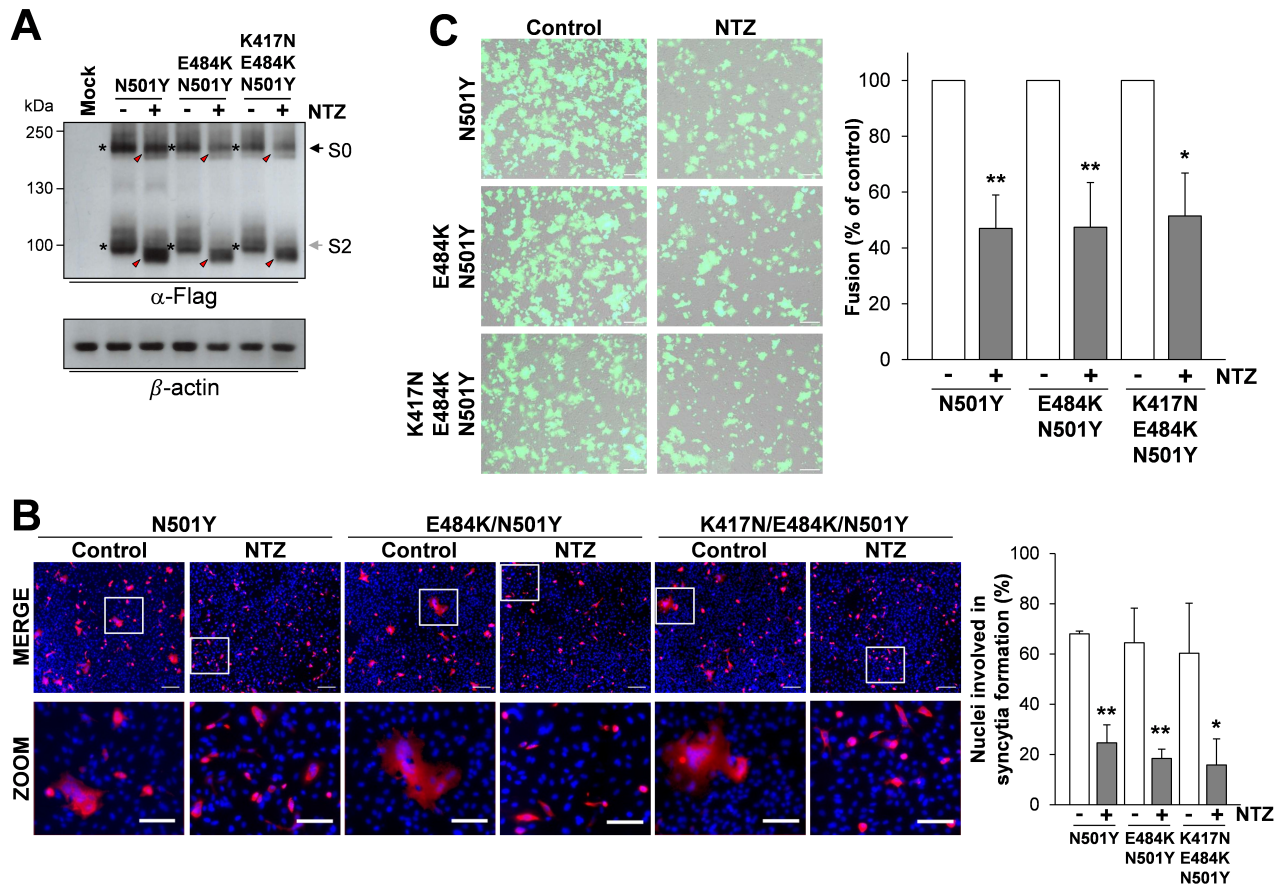 A
Mock
N501Y
E484K
N501Y
K417N
E484K
N501Y
kDa
- + - + - + NTZ
250
130
100
* * *
S0
* * *
S2
α-Flag
β-actin
C
Control NTZ
N501Y
E484K
N501Y
K417N
E484K
N501Y
Fusion (% of control)
100
80
60
40
20
0
** ** *
- + - + - + NTZ
N501Y
E484K
N501Y
K417N
E484K
N501Y
B
N501Y E484K/N501Y K417N/E484K/N501Y
Control NTZ Control NTZ Control NTZ
MERGE
ZOOM
Nuclei involved in
syncytia formation (%)
100
80
60
40
20
0
** ** *
- + - + - + NTZ
N501Y
E484K
N501Y
K417N
E484K
N501Y